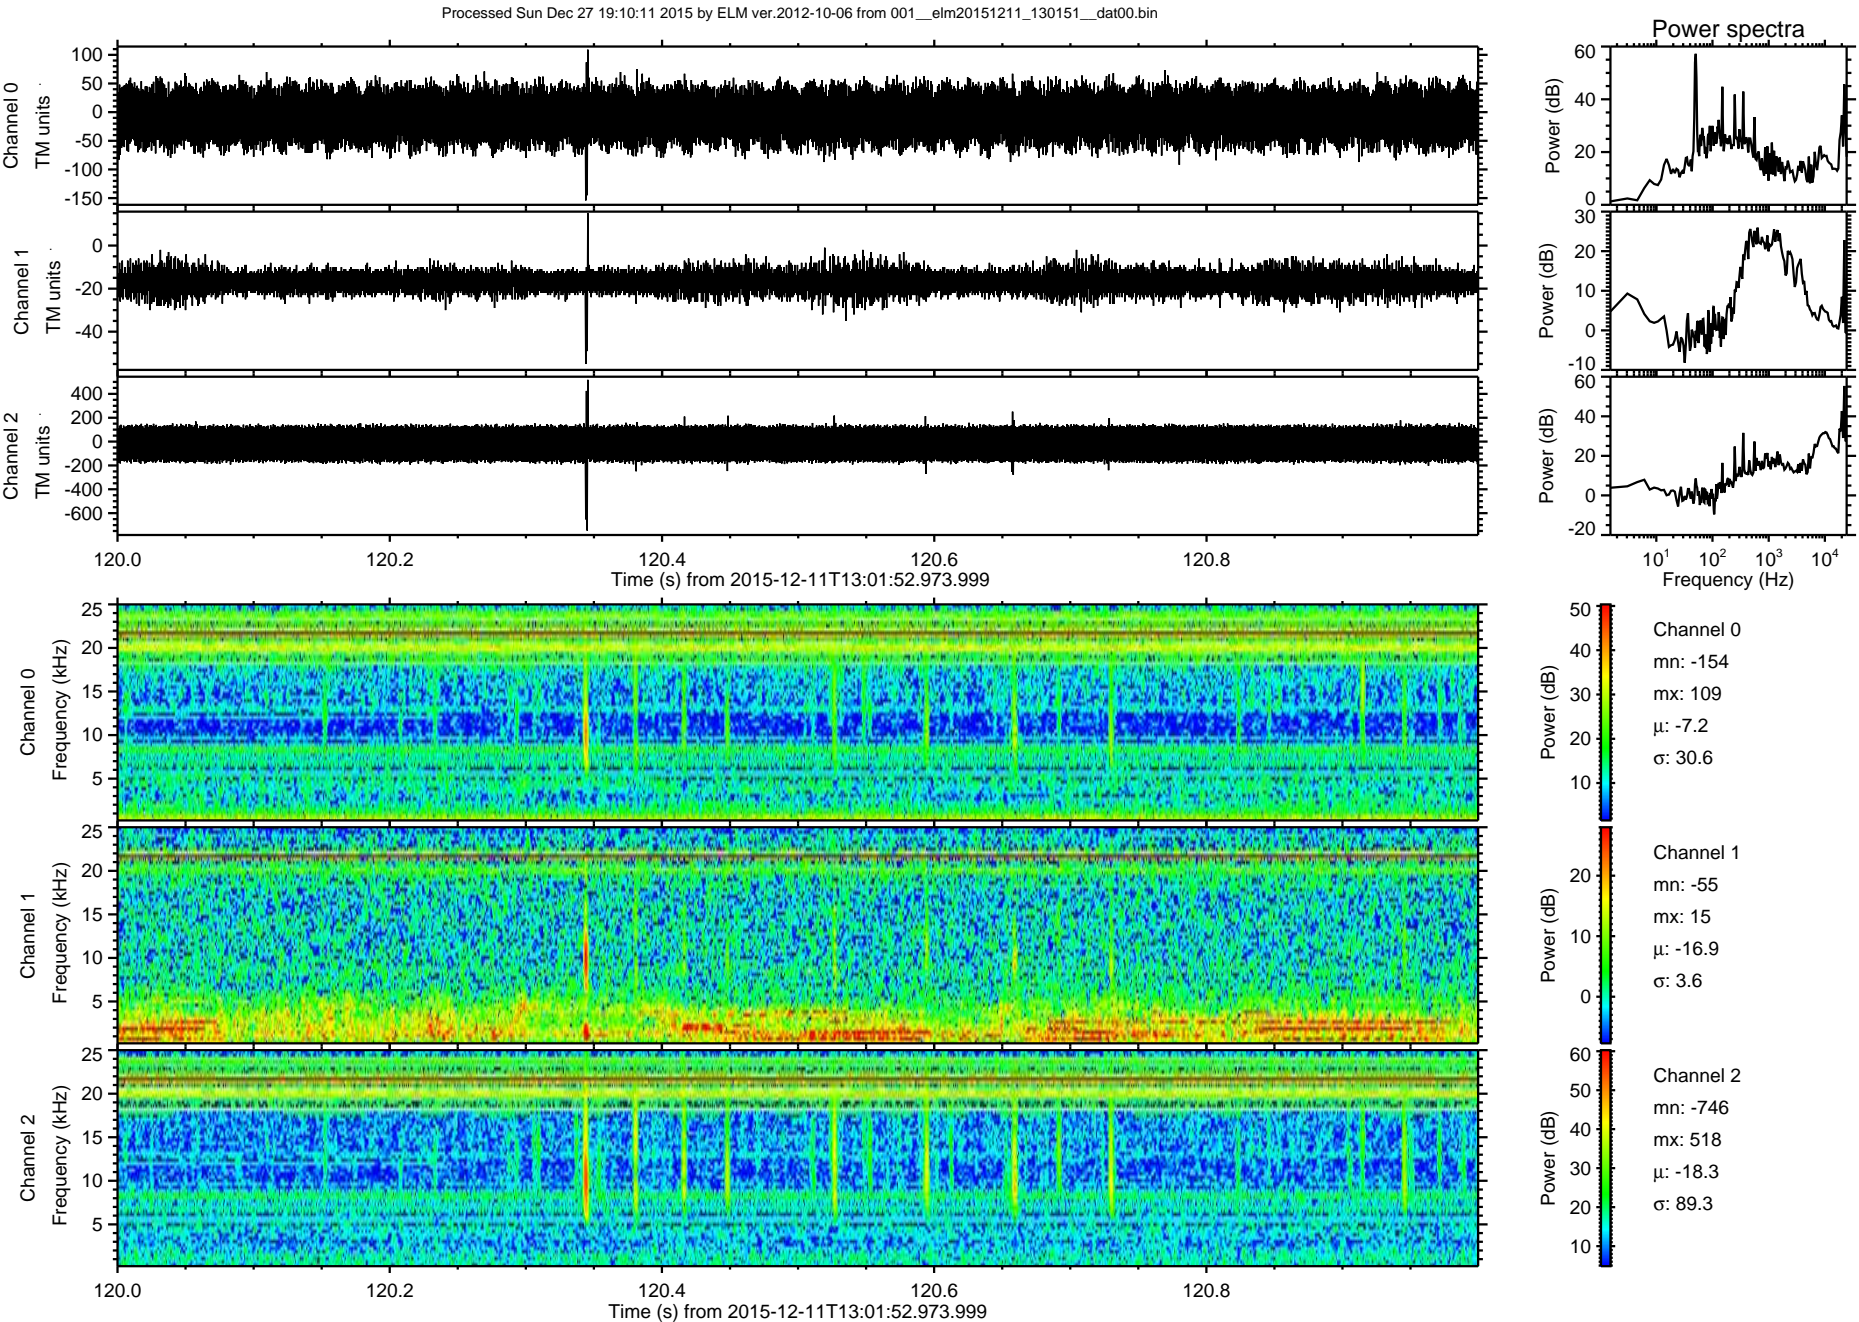 Processed Sun Dec 27 19:10:11 2015 by ELM ver.2012-10-06 from 001__elm20151211_130151__dat00.bin
Power spectra
Channel 0
TM units
100
50
0
-50
-100
-150
Power (dB)
60
40
20
0
Channel 1
TM units
0
-20
-40
Power (dB)
30
20
10
0
-10
Channel 2
TM units
400
200
0
-200
-400
-600
Power (dB)
60
40
20
0
-20
120.0 120.2 120.4 120.6 120.8
Time (s) from 2015-12-11T13:01:52.973.999
10¹ 10² 10³ 10⁴
Frequency (Hz)
Channel 0
Frequency (kHz)
25
20
15
10
5
Power (dB)
50
40
30
20
10
Channel 0
mn: -154
mx: 109
μ: -7.2
σ: 30.6
Channel 1
Frequency (kHz)
25
20
15
10
5
Power (dB)
20
10
0
Channel 1
mn: -55
mx: 15
μ: -16.9
σ: 3.6
Channel 2
Frequency (kHz)
25
20
15
10
5
Power (dB)
60
50
40
30
20
10
Channel 2
mn: -746
mx: 518
μ: -18.3
σ: 89.3
120.0 120.2 120.4 120.6 120.8
Time (s) from 2015-12-11T13:01:52.973.999